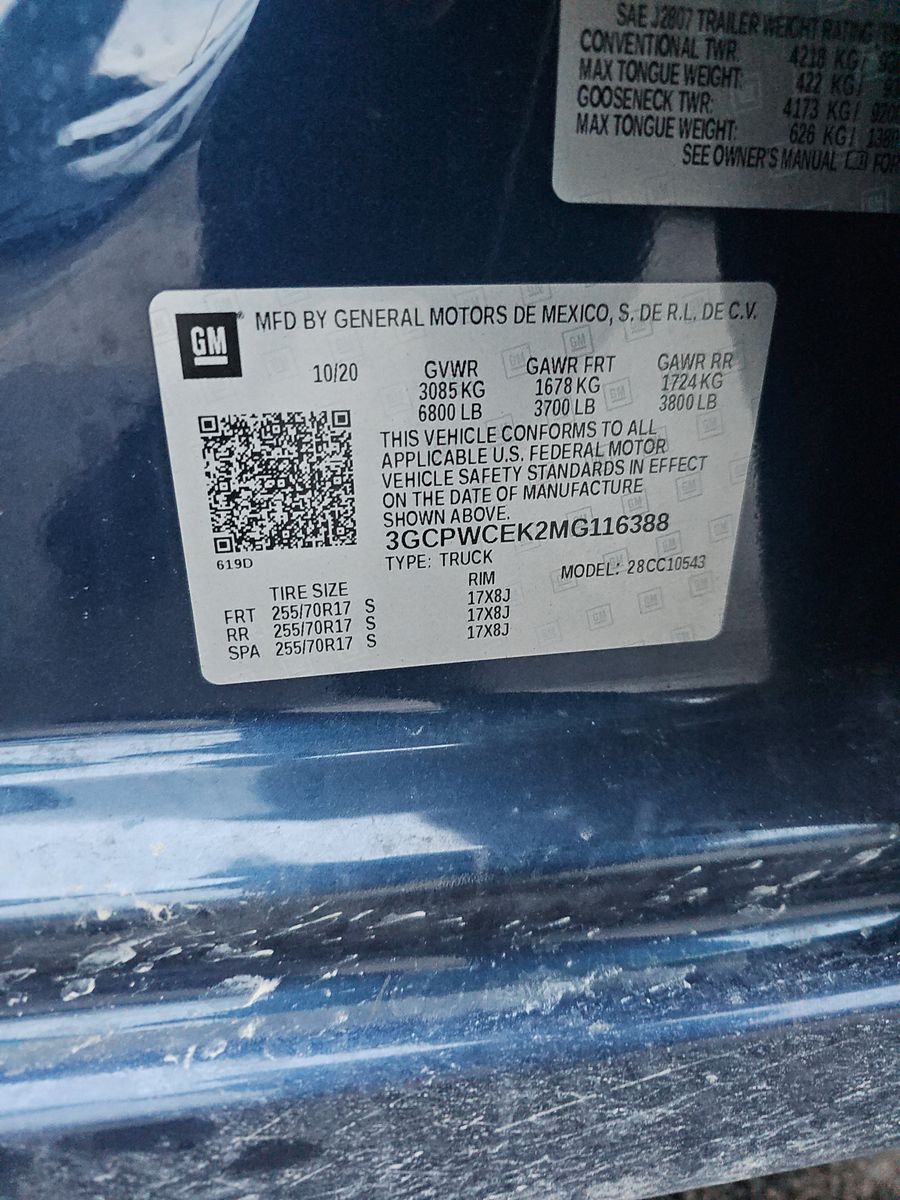 SAE J2807 TRAILER WEIGHT RATING
CONVENTIONAL TWR: 4218 KG/
MAX TONGUE WEIGHT: 422 KG/
GOOSENECK TWR: 4173 KG/
MAX TONGUE WEIGHT: 626 KG/
SEE OWNER'S MANUAL FOR
GM® MFD BY GENERAL MOTORS DE MEXICO, S. DE R.L. DE C.V.
10/20 GVWR GAWR FRT GAWR RR
3085 KG 1678 KG 1724 KG
6800 LB 3700 LB 3800 LB
THIS VEHICLE CONFORMS TO ALL
APPLICABLE U.S. FEDERAL MOTOR
VEHICLE SAFETY STANDARDS IN EFFECT
ON THE DATE OF MANUFACTURE
SHOWN ABOVE.
3GCPWCEK2MG116388
619D TYPE: TRUCK MODEL: 28CC10543
TIRE SIZE RIM
FRT 255/70R17 S 17X8J
RR 255/70R17 S 17X8J
SPA 255/70R17 S 17X8J